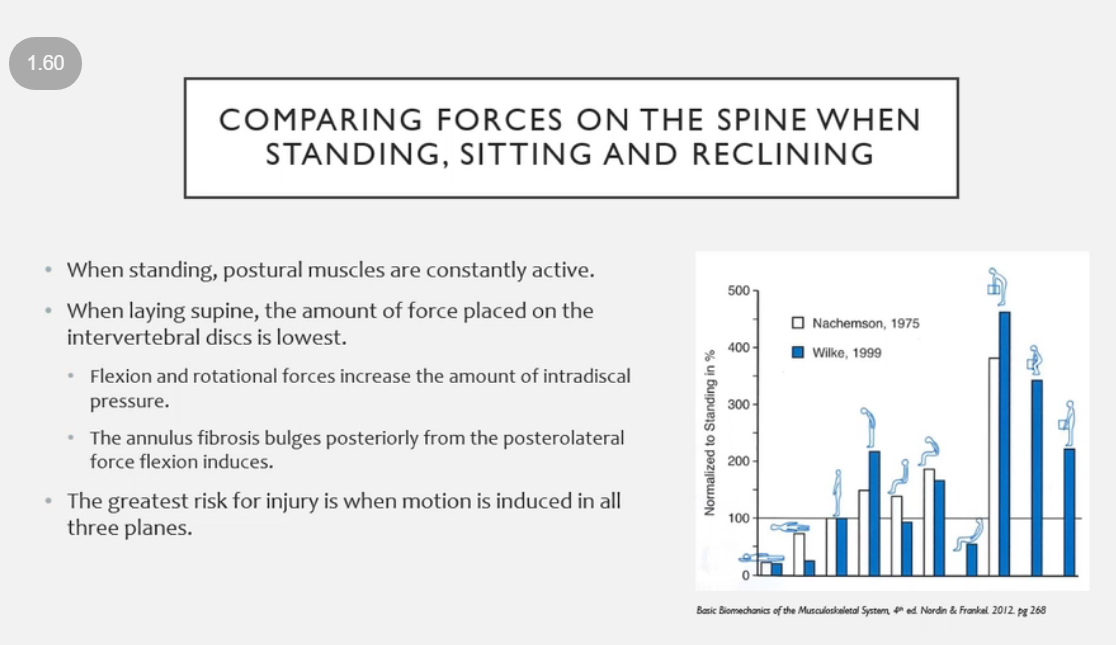 1.60
COMPARING FORCES ON THE SPINE WHEN
STANDING, SITTING AND RECLINING
• When standing, postural muscles are constantly active.
• When laying supine, the amount of force placed on the
intervertebral discs is lowest.
• Flexion and rotational forces increase the amount of intradiscal
pressure.
• The annulus fibrosis bulges posteriorly from the posterolateral
force flexion induces.
• The greatest risk for injury is when motion is induced in all
three planes.
Normalized to Standing in %
500
400
300
200
100
0
Nachemson, 1975
Wilke, 1999
Basic Biomechanics of the Musculoskeletal System, 4th ed. Nordin & Frankel. 2012. pg 268